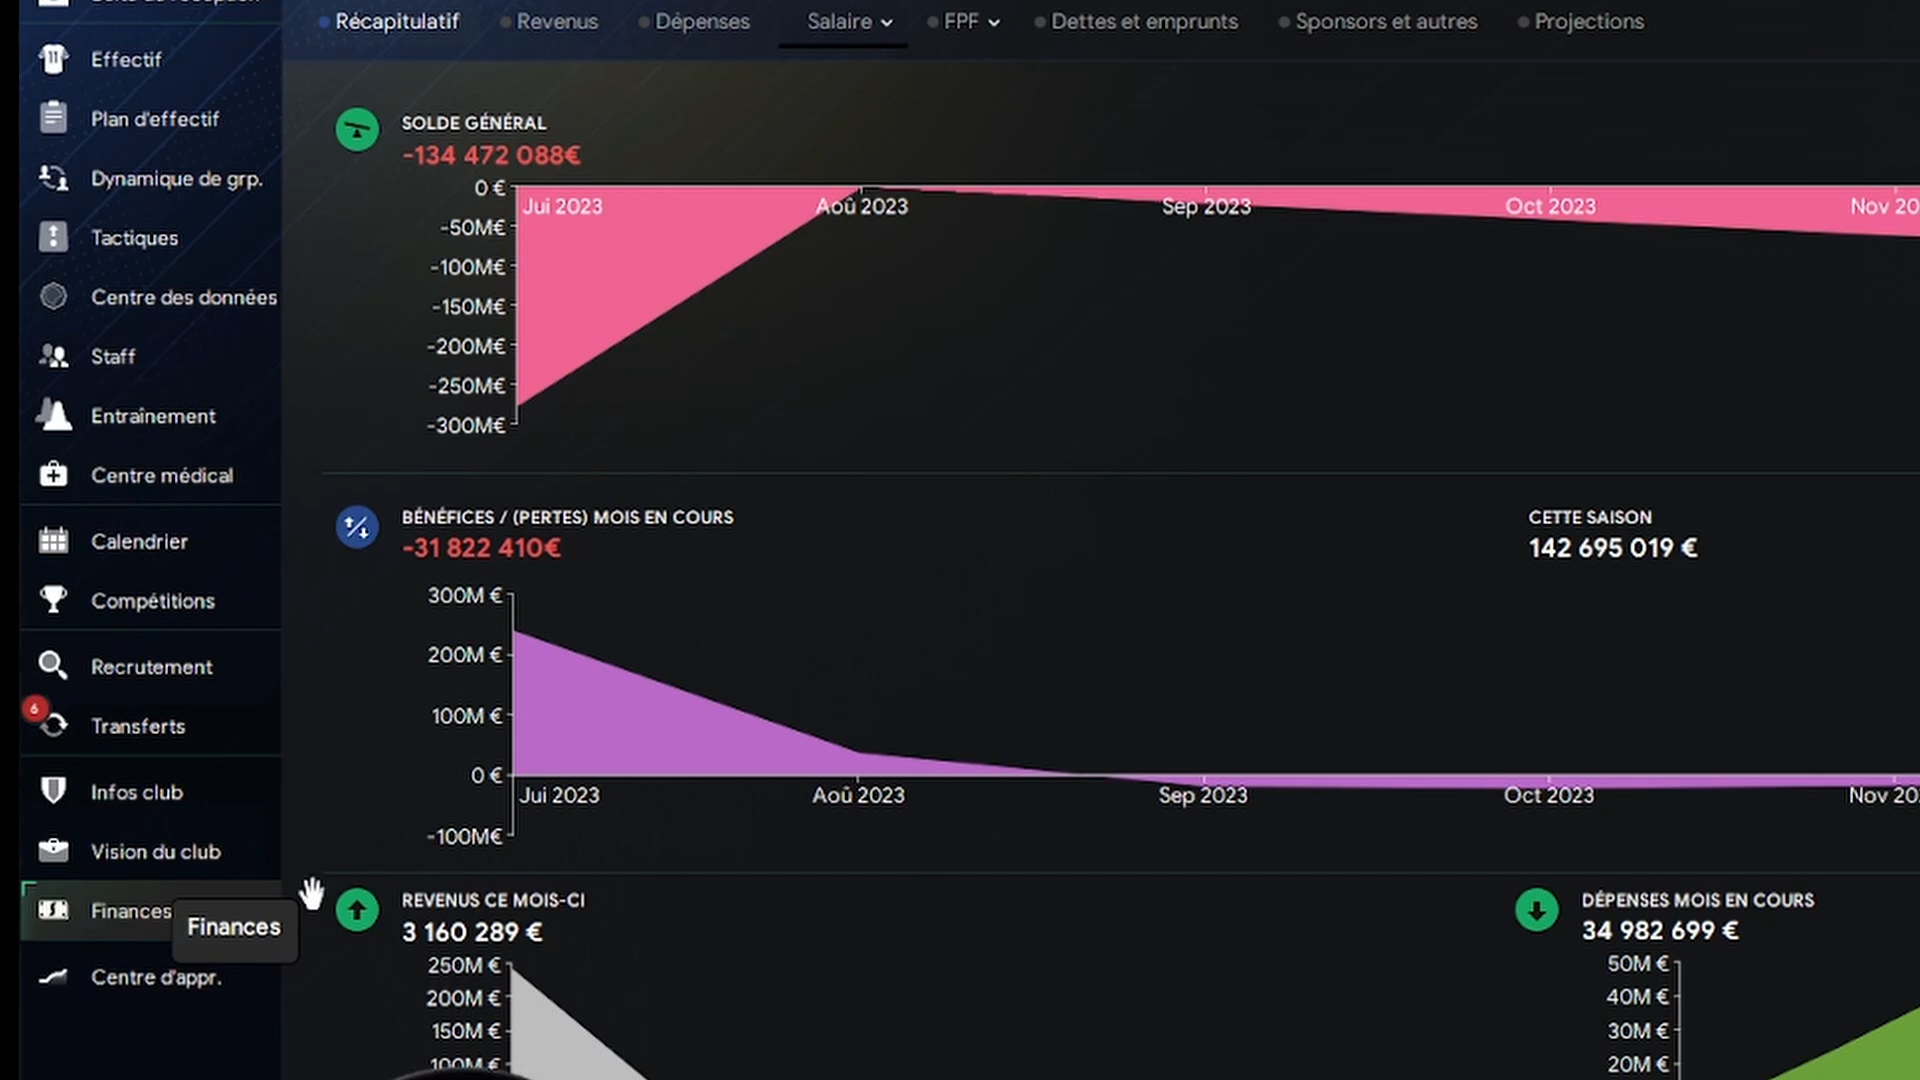 Récapitulatif
Revenus
Dépenses
Salaire
FPF
Dettes et emprunts
Sponsors et autres
Projections
Effectif
Plan d'effectif
Dynamique de grp.
Tactiques
Centre des données
Staff
Entraînement
Centre médical
Calendrier
Compétitions
Recrutement
6
Transferts
Infos club
Vision du club
Finances
Finances
Centre d'appr.
SOLDE GÉNÉRAL
-134 472 088€
0 €
-50M€
-100M€
-150M€
-200M€
-250M€
-300M€
Jui 2023
Aoû 2023
Sep 2023
Oct 2023
Nov 20
BÉNÉFICES / (PERTES) MOIS EN COURS
-31 822 410€
CETTE SAISON
142 695 019 €
300M €
200M €
100M €
0 €
-100M€
Jui 2023
Aoû 2023
Sep 2023
Oct 2023
Nov 20
REVENUS CE MOIS-CI
3 160 289 €
250M €
200M €
150M €
100M €
DÉPENSES MOIS EN COURS
34 982 699 €
50M €
40M €
30M €
20M €